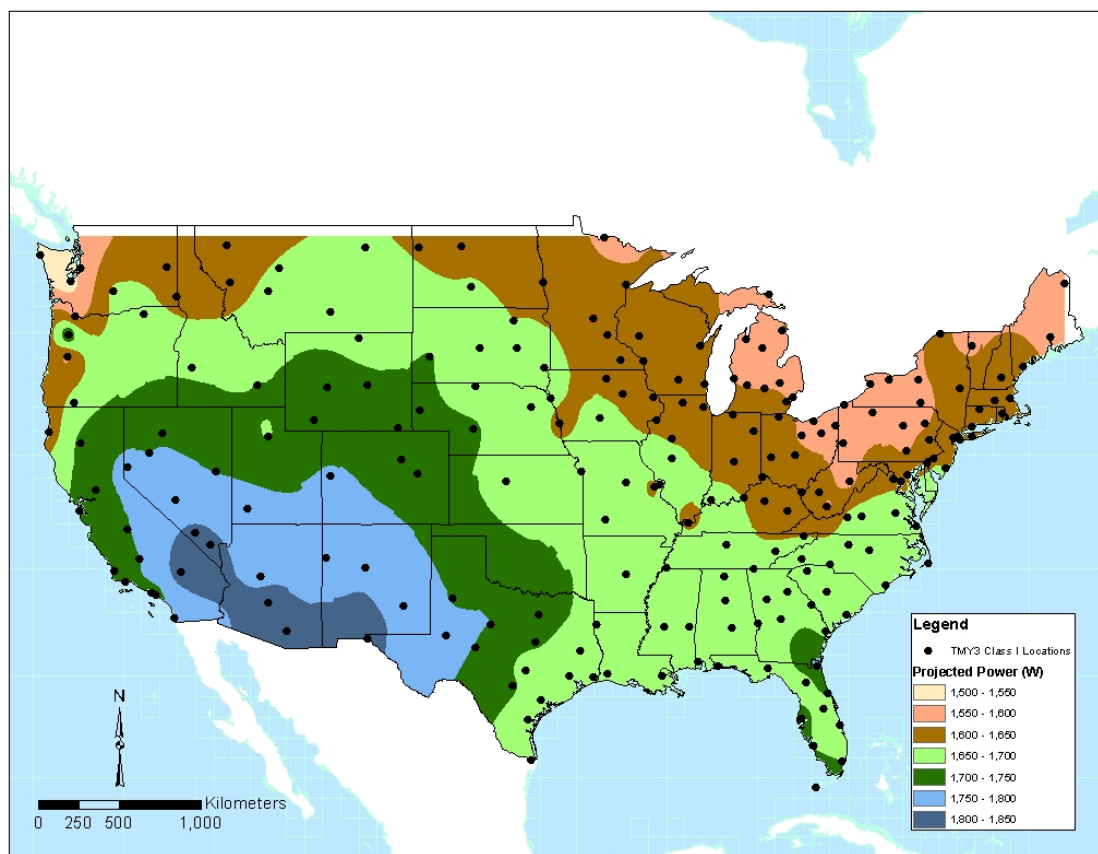 Legend
TMY3 Class I Locations
Projected Power (W)
1,500 - 1,550
1,550 - 1,600
1,600 - 1,650
1,650 - 1,700
1,700 - 1,750
1,750 - 1,800
1,800 - 1,850
N
Kilometers
0 250 500 1,000